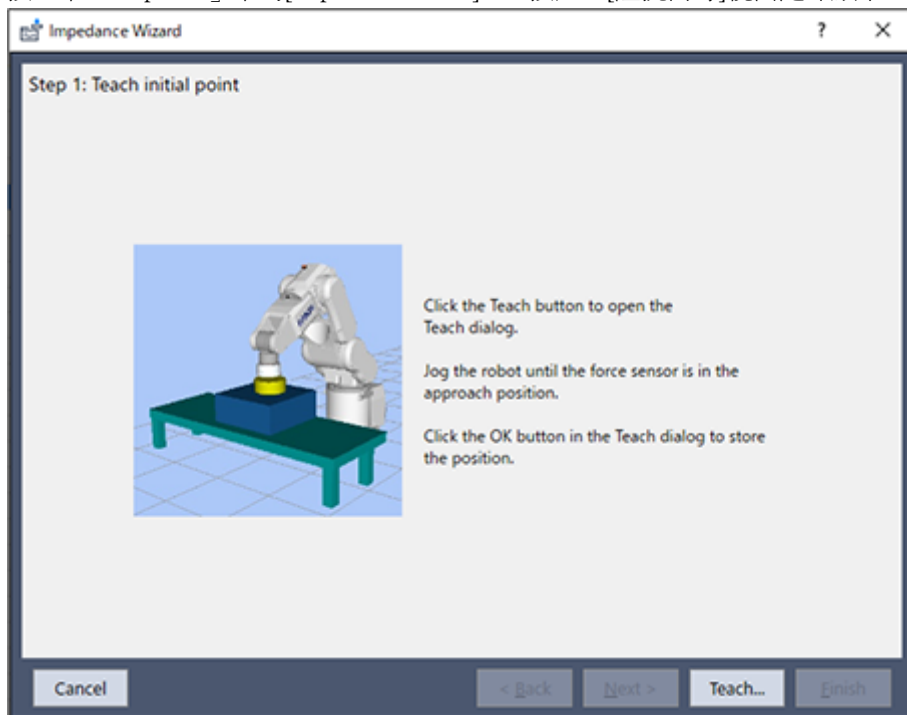 Impedance Wizard
?
Step 1: Teach initial point
Click the Teach button to open the
Teach dialog.
Jog the robot until the force sensor is in the
approach position.
Click the OK button in the Teach dialog to store
the position.
Cancel
< Back
Next >
Teach...
Finish